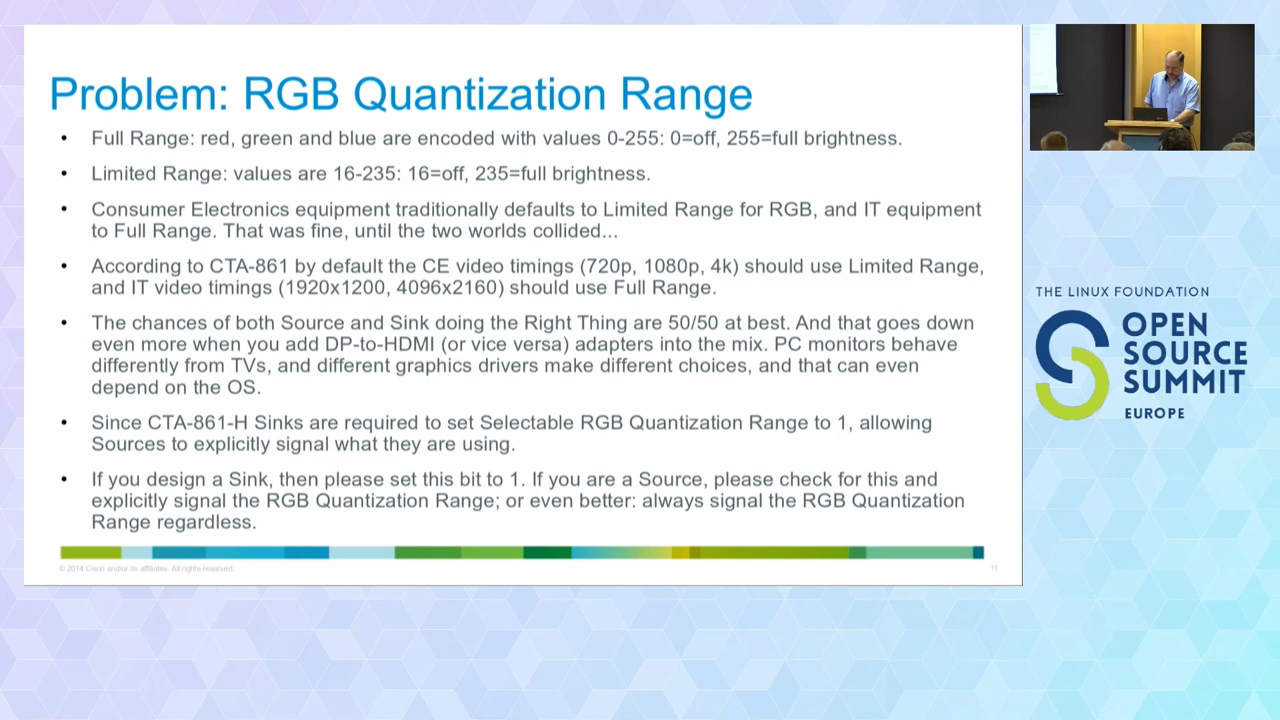 Problem: RGB Quantization Range
• Full Range: red, green and blue are encoded with values 0-255: 0=off, 255=full brightness.
• Limited Range: values are 16-235: 16=off, 235=full brightness.
• Consumer Electronics equipment traditionally defaults to Limited Range for RGB, and IT equipment
to Full Range. That was fine, until the two worlds collided...
• According to CTA-861 by default the CE video timings (720p, 1080p, 4k) should use Limited Range,
and IT video timings (1920x1200, 4096x2160) should use Full Range.
• The chances of both Source and Sink doing the Right Thing are 50/50 at best. And that goes down
even more when you add DP-to-HDMI (or vice versa) adapters into the mix. PC monitors behave
differently from TVs, and different graphics drivers make different choices, and that can even
depend on the OS.
• Since CTA-861-H Sinks are required to set Selectable RGB Quantization Range to 1, allowing
Sources to explicitly signal what they are using.
• If you design a Sink, then please set this bit to 1. If you are a Source, please check for this and
explicitly signal the RGB Quantization Range; or even better: always signal the RGB Quantization
Range regardless.
© 2014 Cisco and/or its affiliates. All rights reserved.
11
THE LINUX FOUNDATION
OPEN
SOURCE
SUMMIT
EUROPE